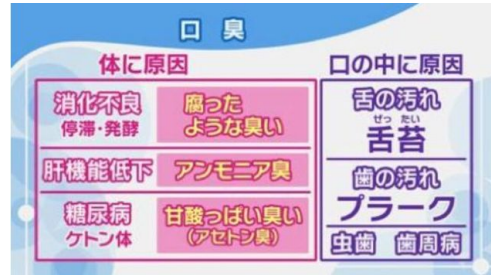 口臭
体に原因
消化不良
停滞・発酵
腐った
ような臭い
肝機能低下
アンモニア臭
糖尿病
ケトン体
甘酸っぱい臭い
(アセトン臭)
口の中に原因
舌の汚れ
ぜっ たい
舌苔
歯の汚れ
プラーク
虫歯 歯周病